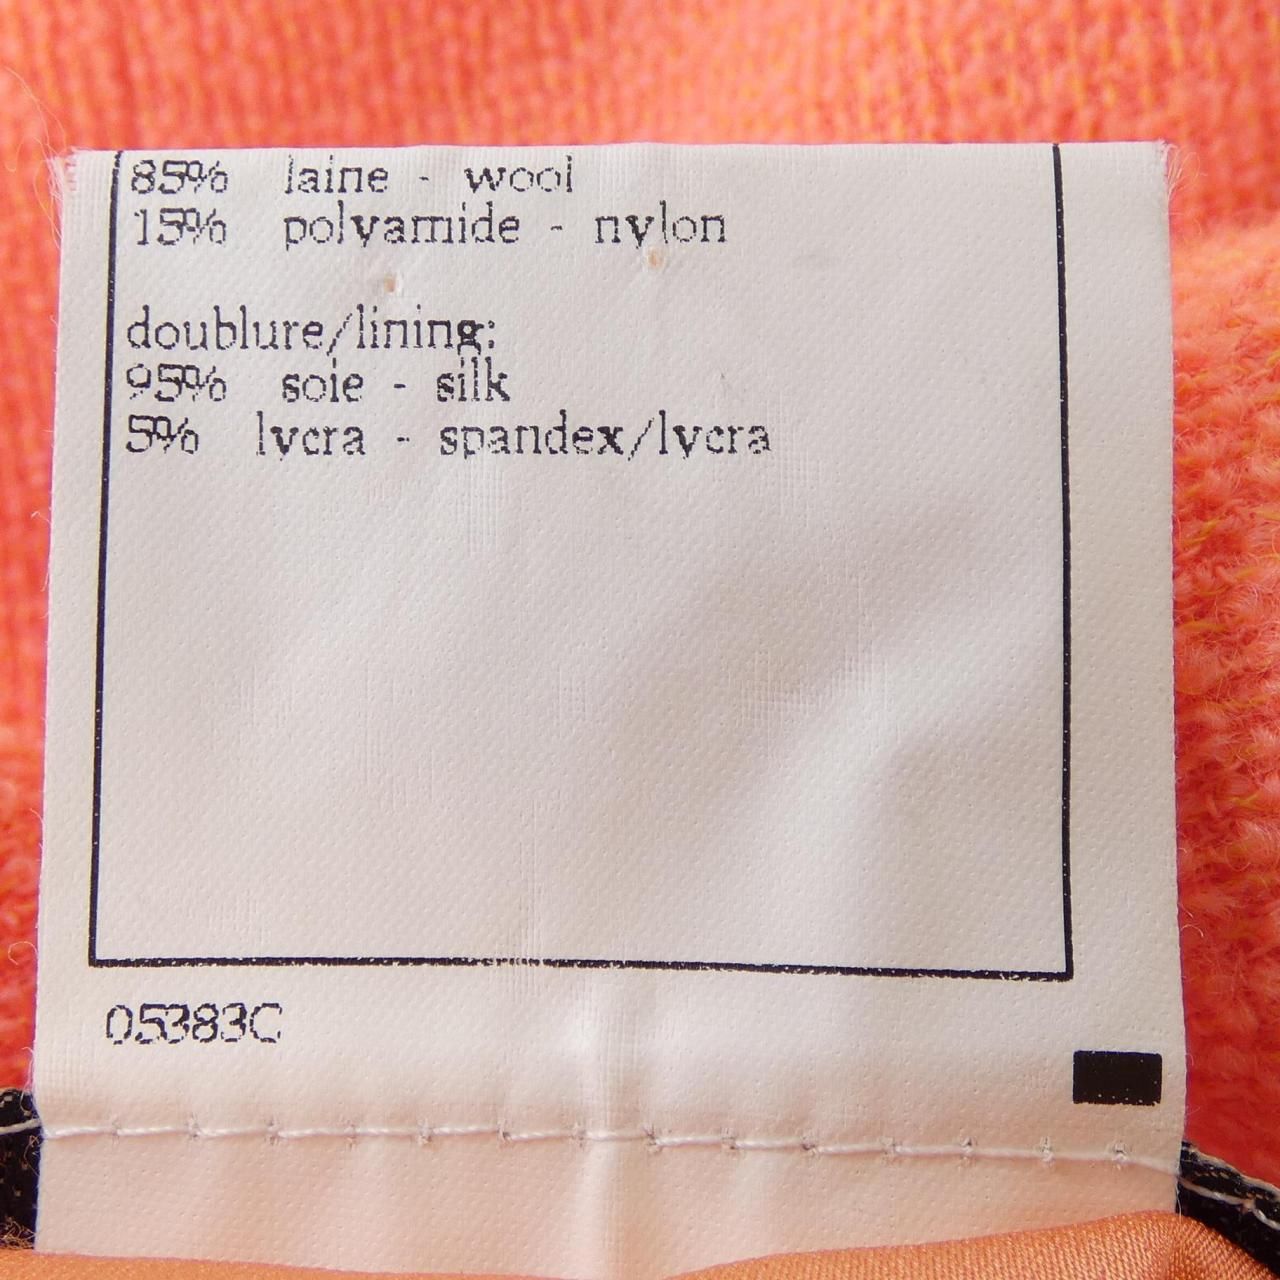 85% laine - wool
15% polyamide - nylon
doublure/lining:
95% soie - silk
5% lycra - spandex/lycra
05383C